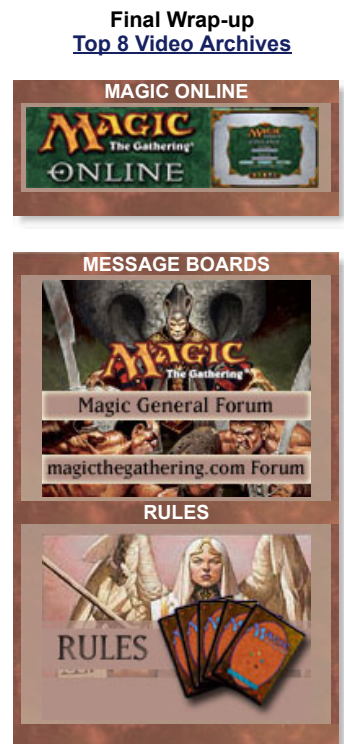 Final Wrap-up
Top 8 Video Archives
MAGIC ONLINE
MAGIC
The Gathering®
ONLINE
MESSAGE BOARDS
MAGIC
The Gathering®
Magic General Forum
magicthegathering.com Forum
RULES
RULES
MAGIC